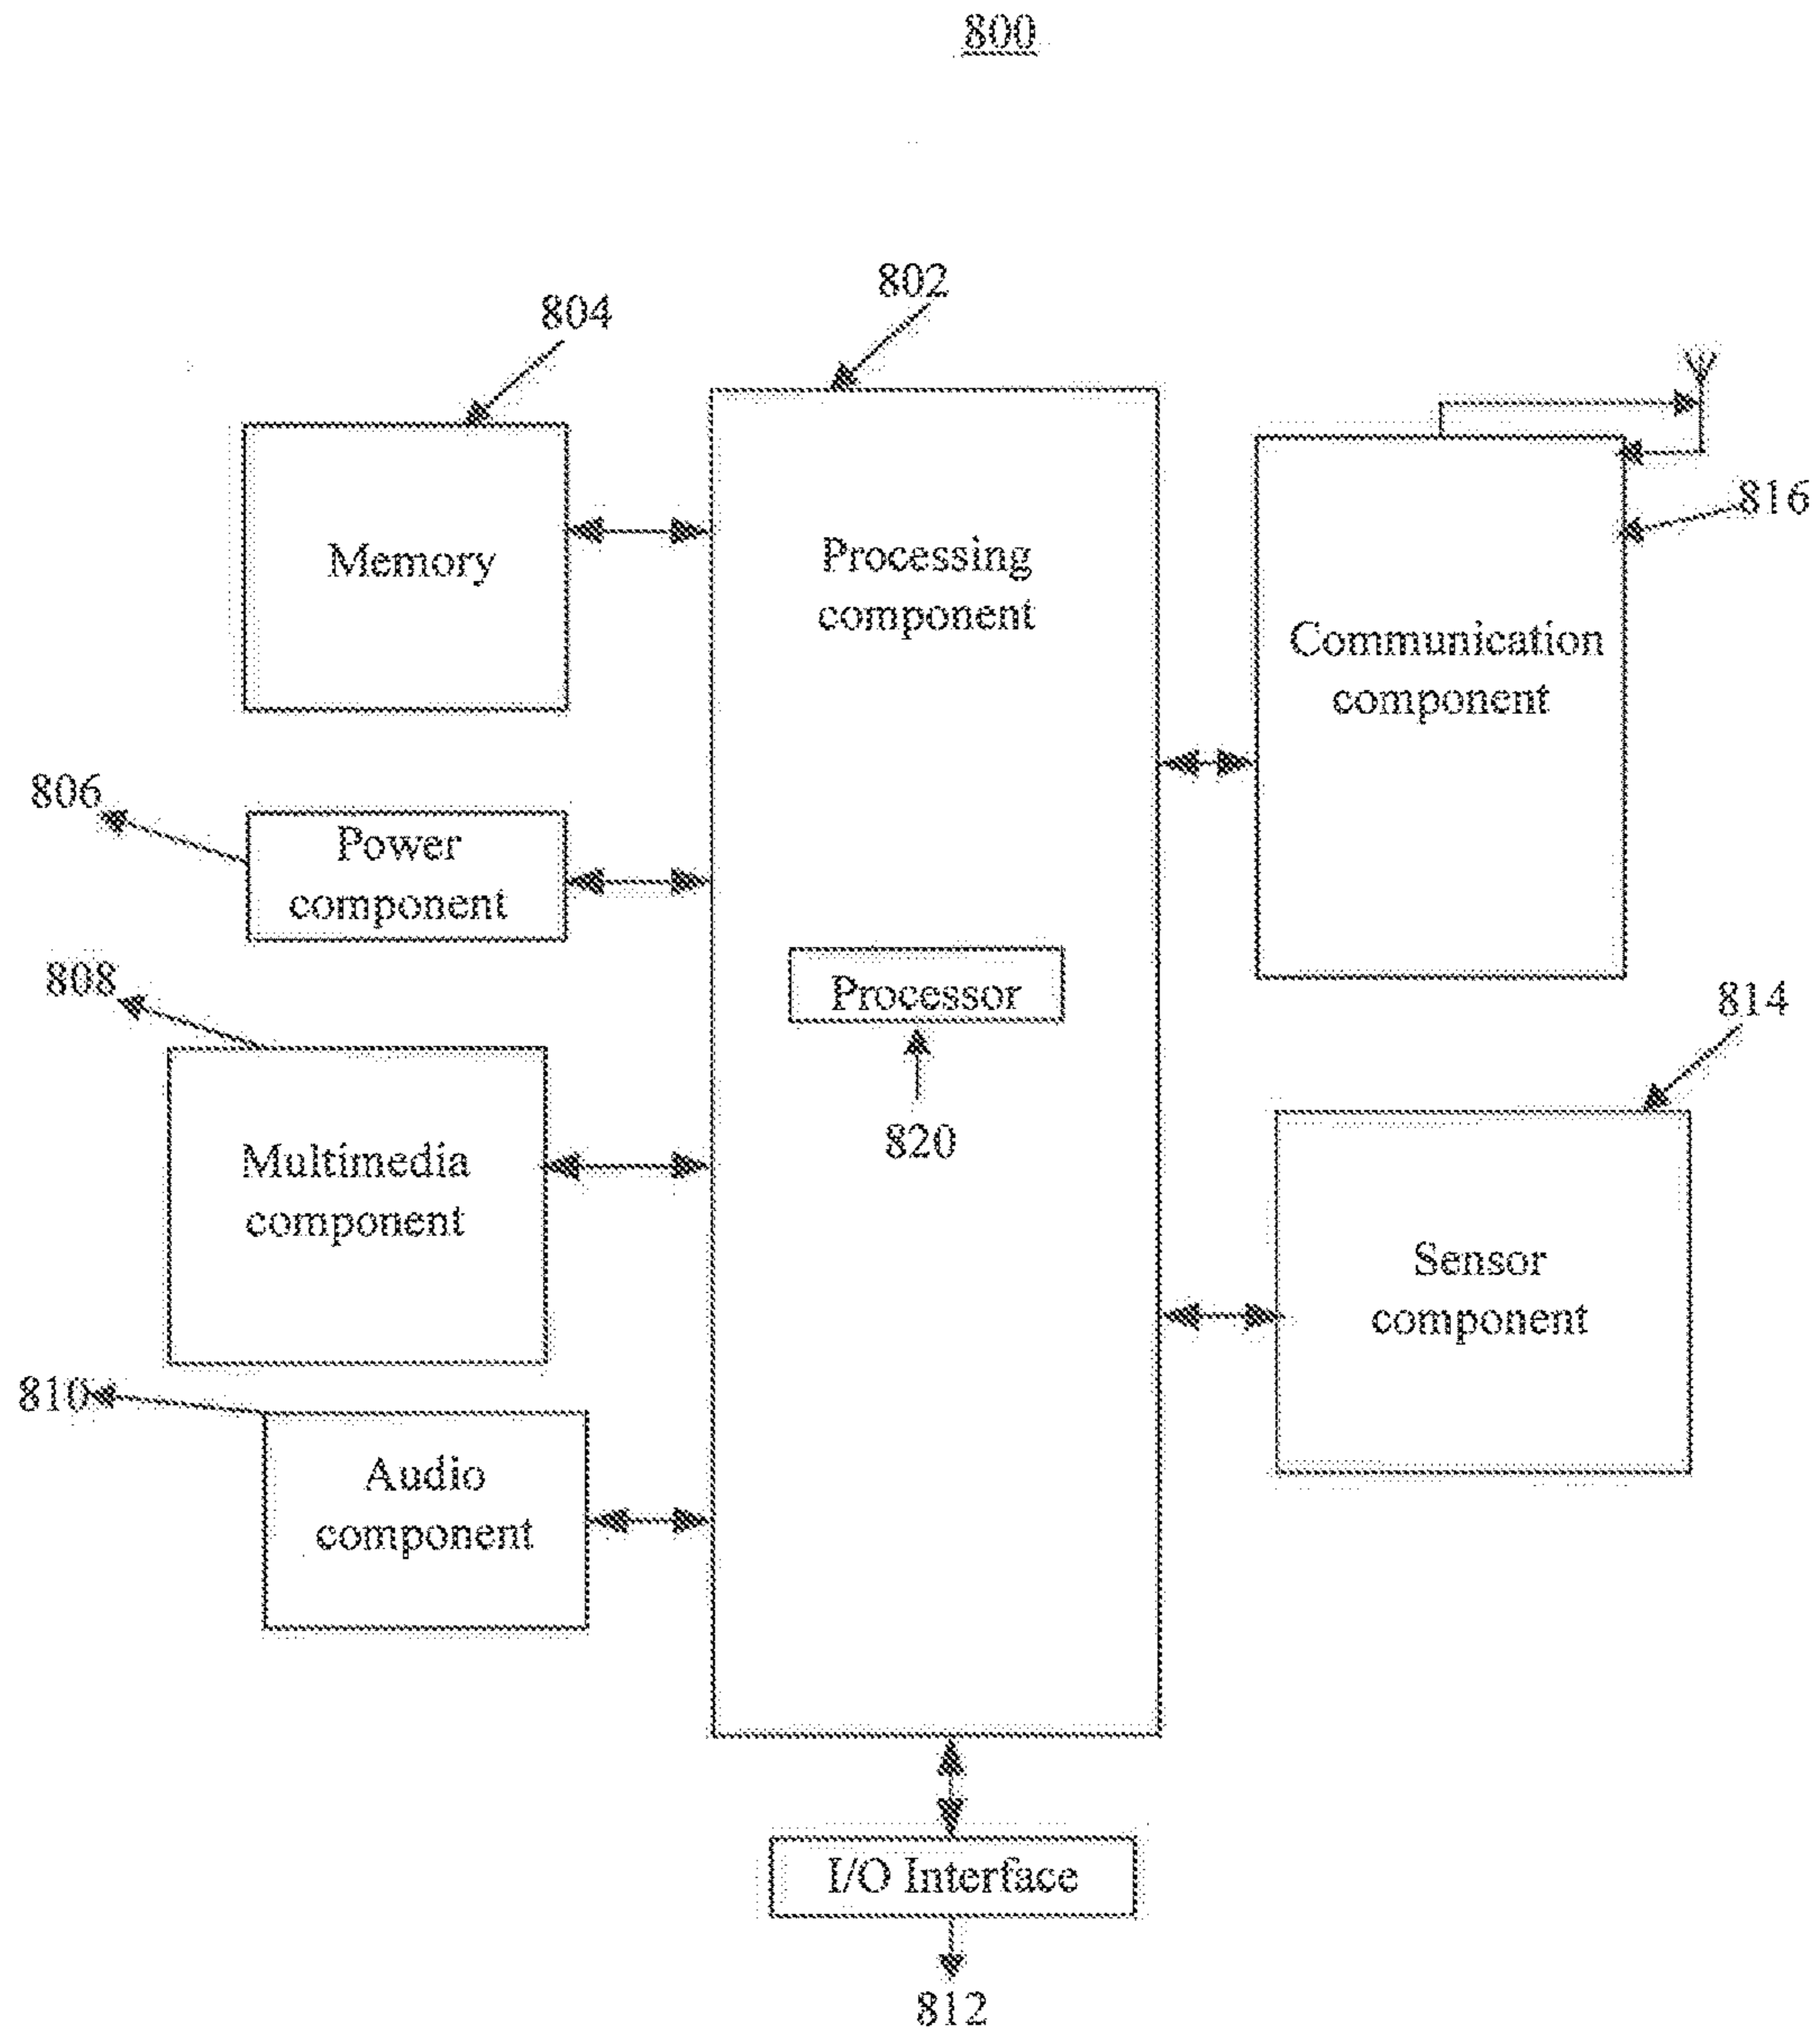 800
802
804
Memory
Processing
component
816
Communication
component
806
Power
component
808
Processor
820
814
Multimedia
component
Sensor
component
810
Audio
component
I/O Interface
812